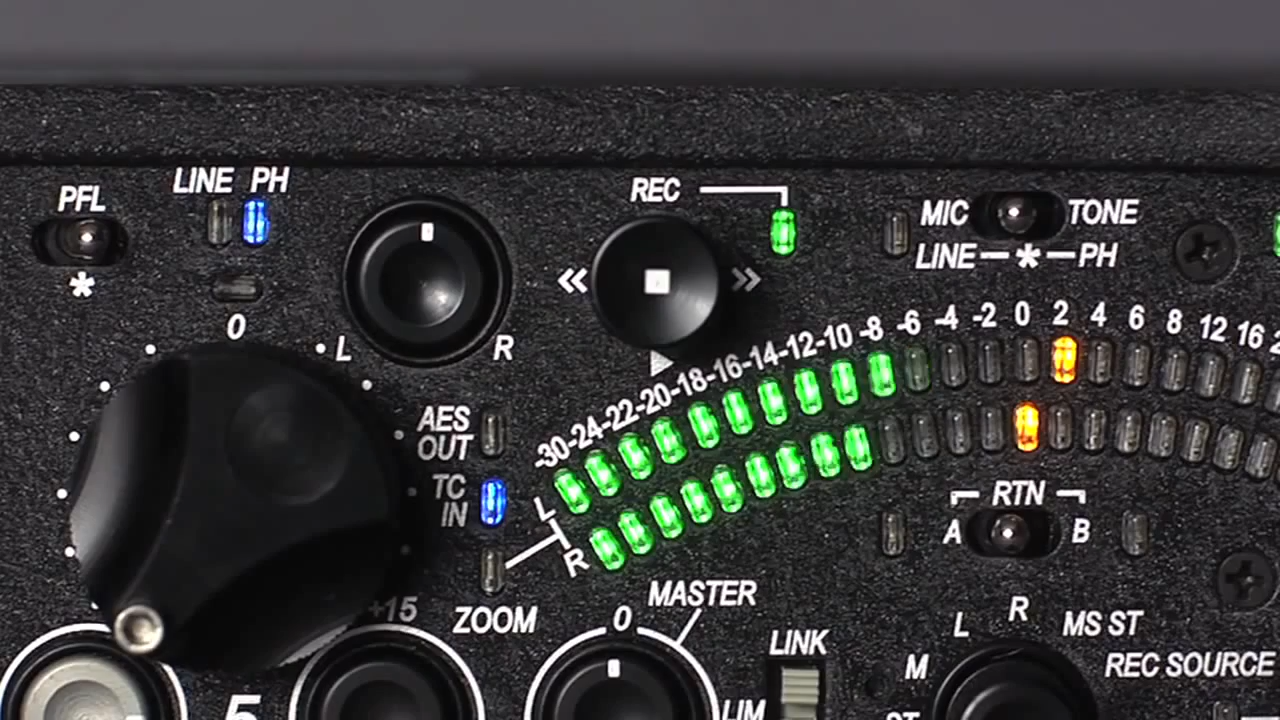 PFL
LINE PH
*
0
L
R
REC
« »
MIC TONE
LINE — * — PH
-30 -24 -22 -20 -18 -16 -14 -12 -10 -8 -6 -4 -2 0 2 4 6 8 12 16
L
R
AES
OUT
TC
IN
ZOOM
RTN
A B
+15
5
0
MASTER
LINK
LIM
L R MS ST
M REC SOURCE
ST